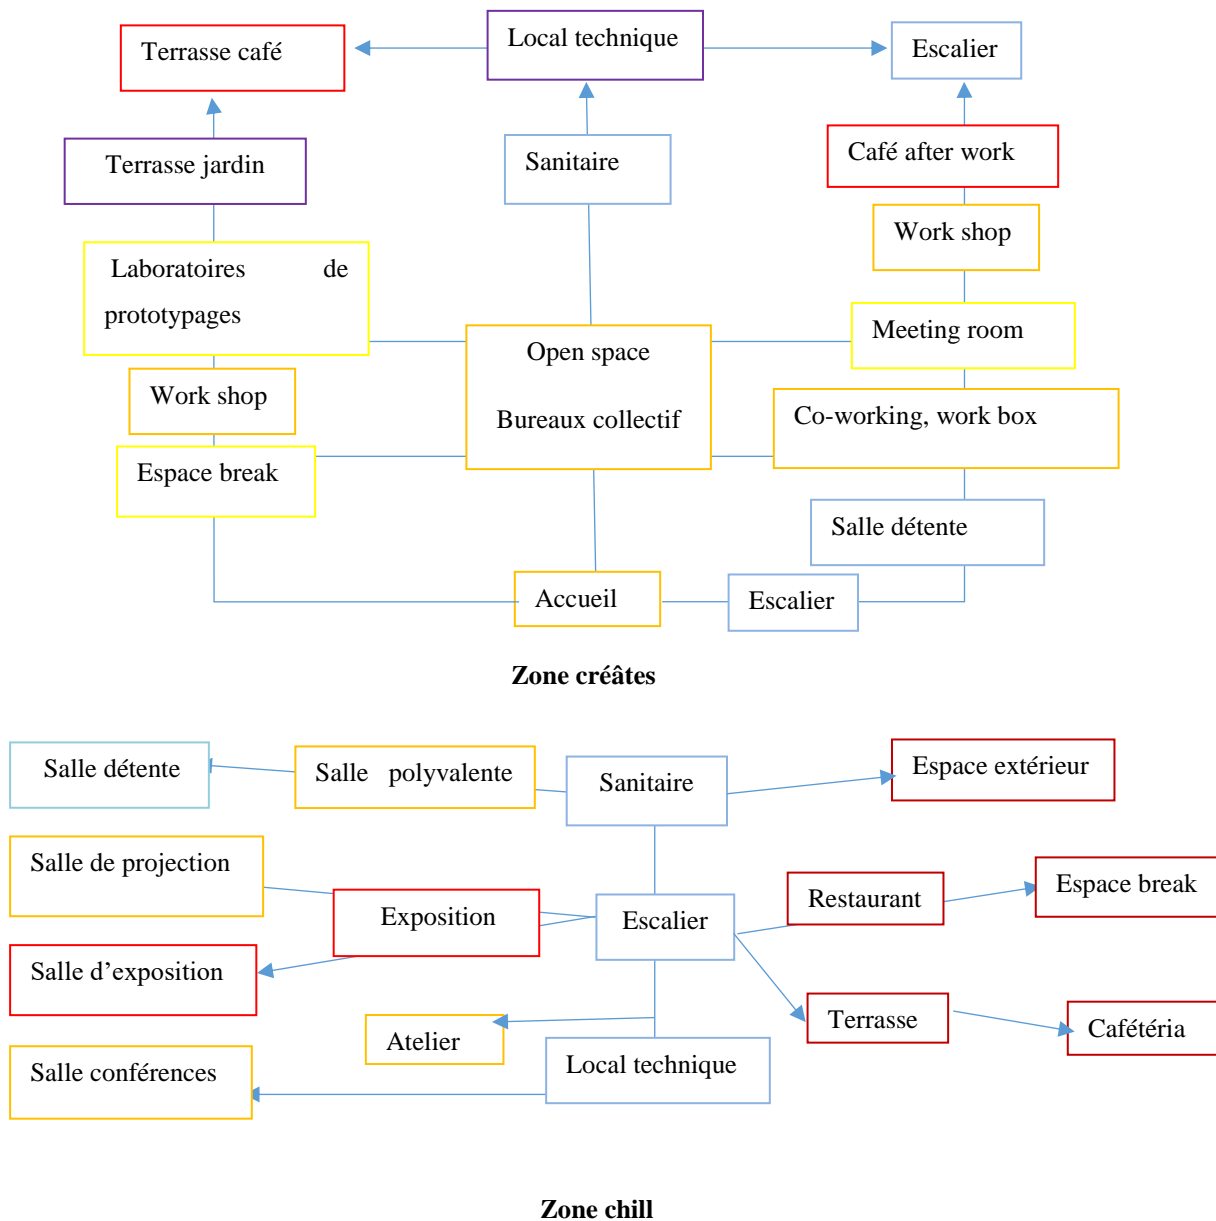 Terrasse café
Local technique
Escalier
Terrasse jardin
Sanitaire
Café after work
Work shop
Laboratoires de
prototypages
Meeting room
Open space
Bureaux collectif
Work shop
Co-working, work box
Espace break
Salle détente
Accueil
Escalier
Zone créâtes
Salle détente
Salle polyvalente
Sanitaire
Espace extérieur
Salle de projection
Exposition
Escalier
Restaurant
Espace break
Salle d’exposition
Atelier
Terrasse
Cafétéria
Salle conférences
Local technique
Zone chill